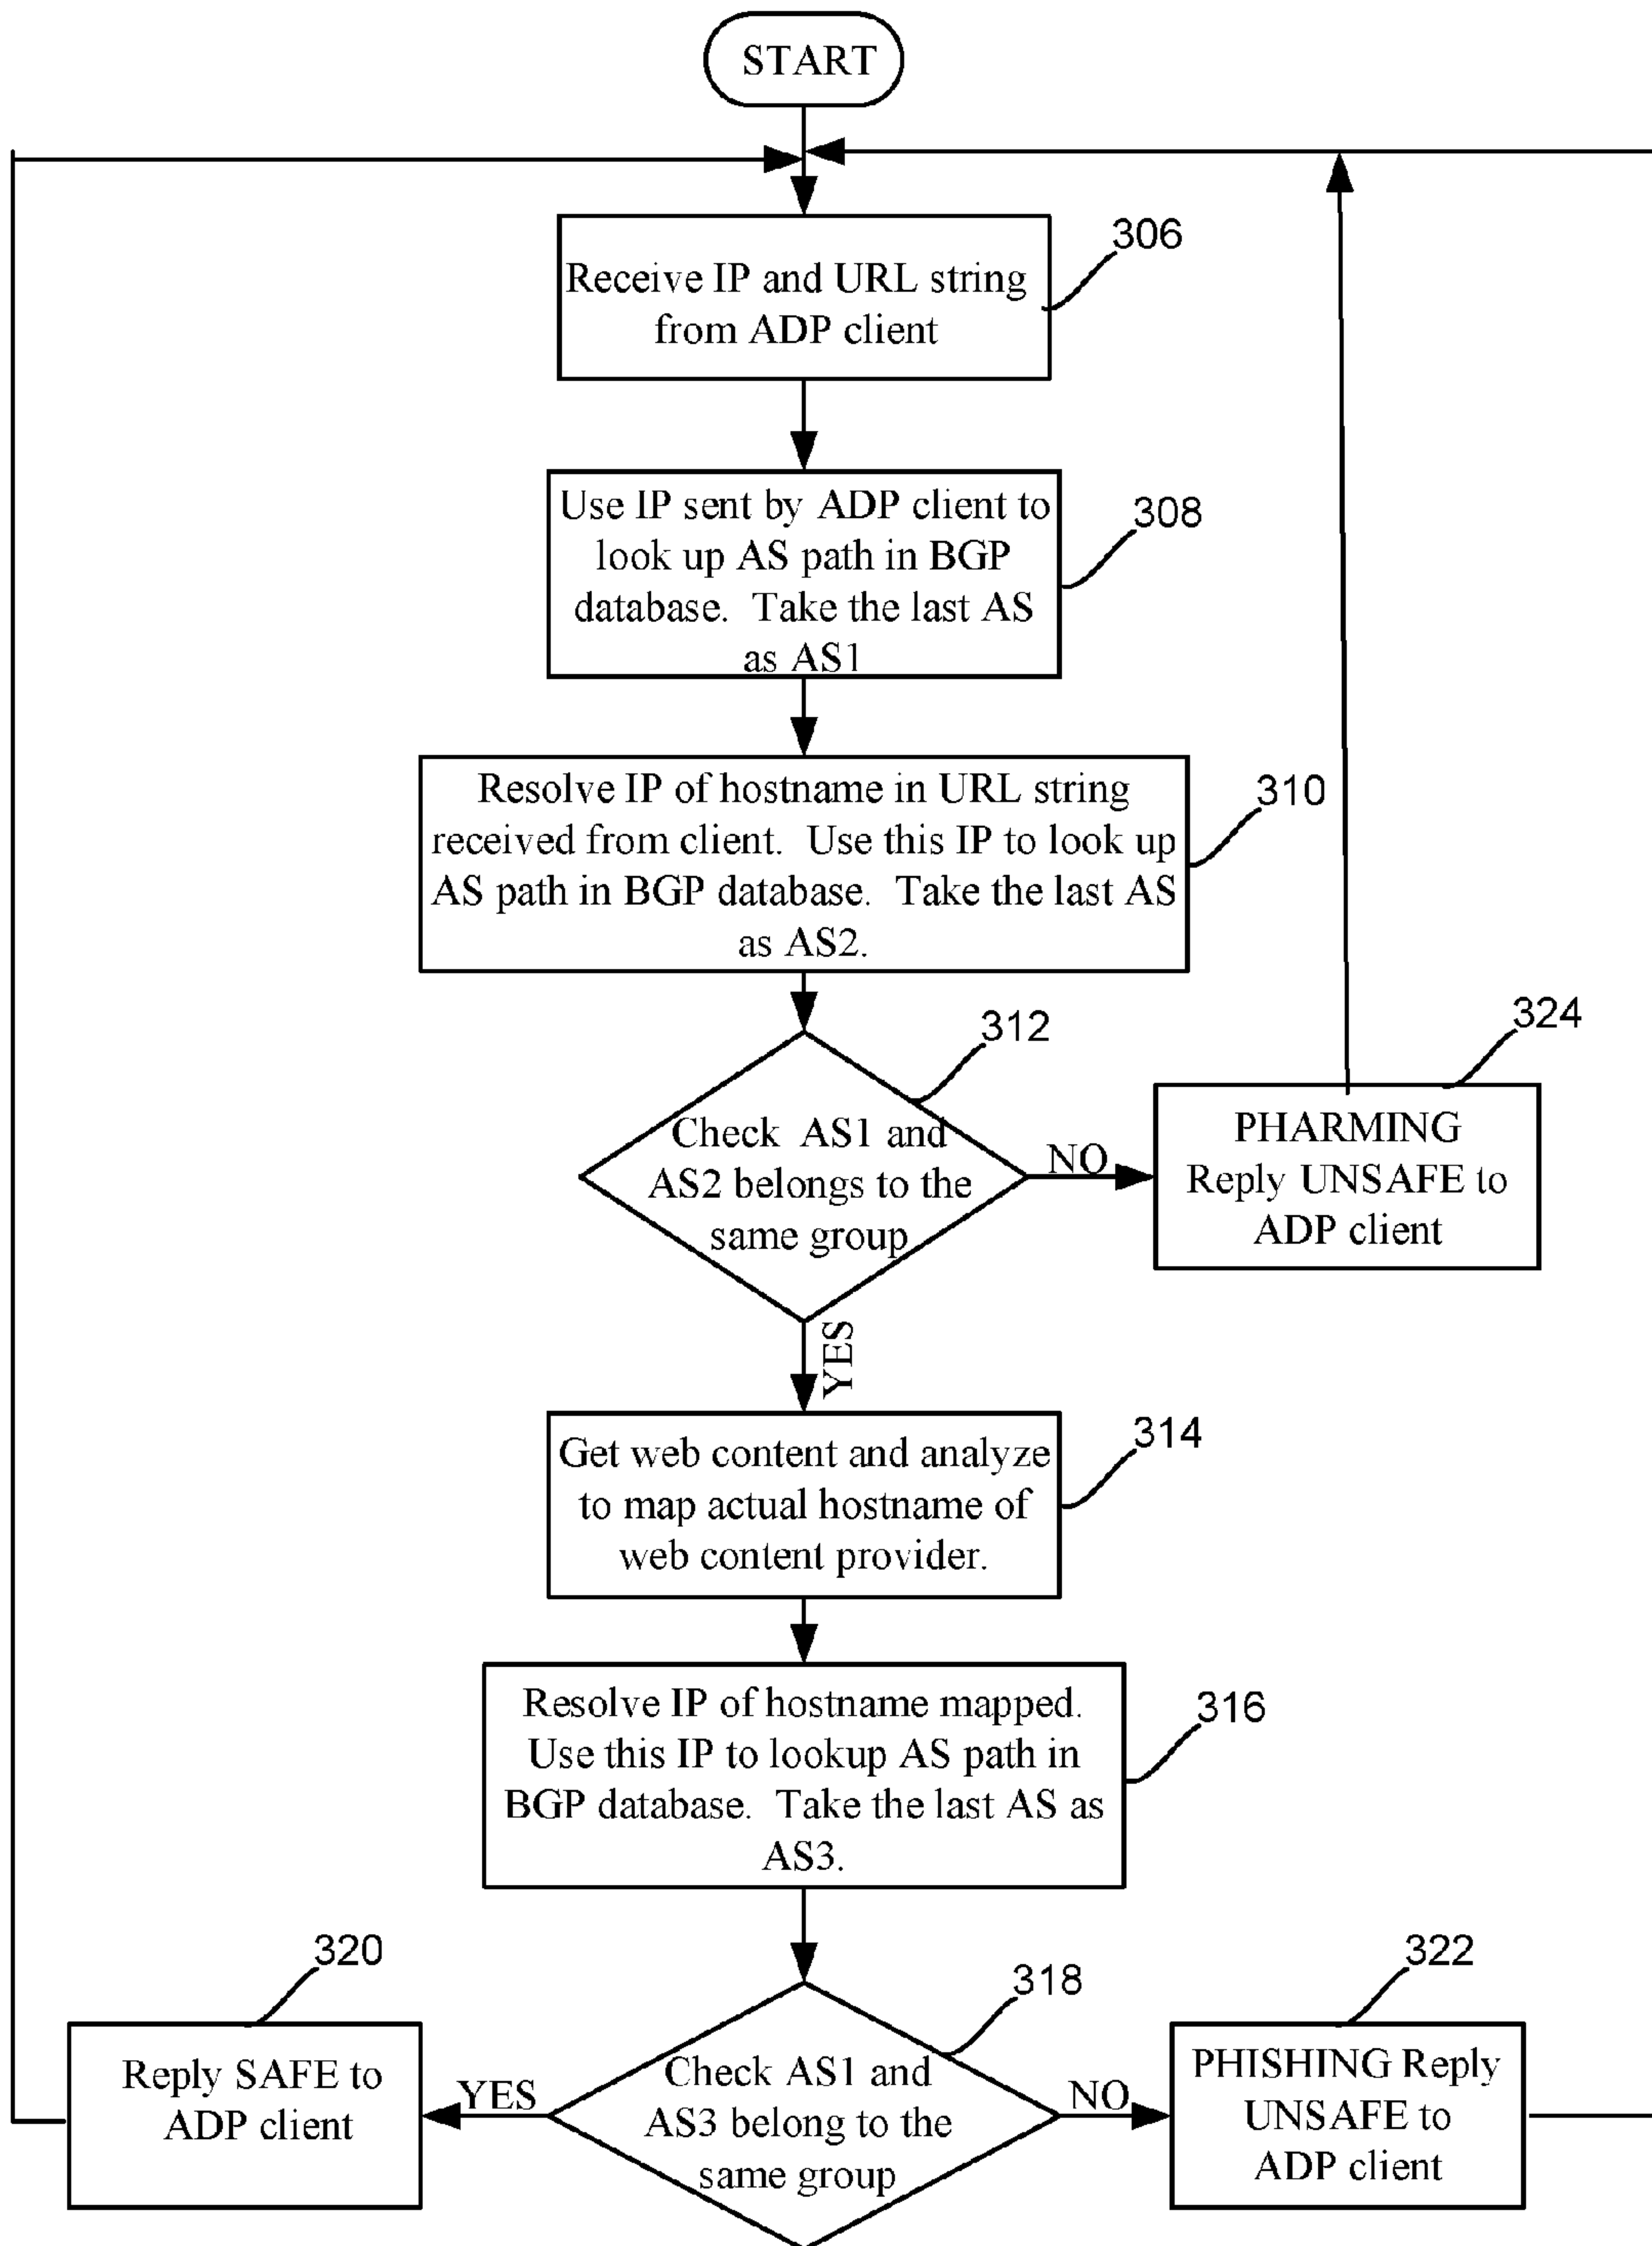 START
306
Receive IP and URL string
from ADP client
308
Use IP sent by ADP client to
look up AS path in BGP
database. Take the last AS
as AS1
310
Resolve IP of hostname in URL string
received from client. Use this IP to look up
AS path in BGP database. Take the last AS
as AS2.
312
Check AS1 and
AS2 belongs to the
same group
NO
324
PHARMING
Reply UNSAFE to
ADP client
YES
314
Get web content and analyze
to map actual hostname of
web content provider.
316
Resolve IP of hostname mapped.
Use this IP to lookup AS path in
BGP database. Take the last AS as
AS3.
318
Check AS1 and
AS3 belong to the
same group
YES
320
Reply SAFE to
ADP client
NO
322
PHISHING Reply
UNSAFE to
ADP client